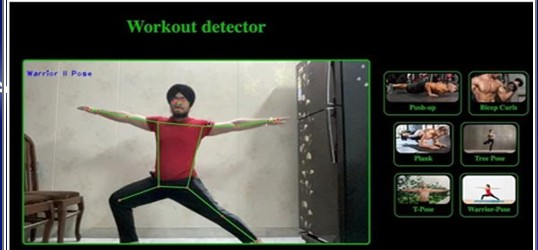 Workout detector
Warrior II Pose
Push-up
Bicep Curls
Plank
Tree Pose
T-Pose
Warrior-Pose